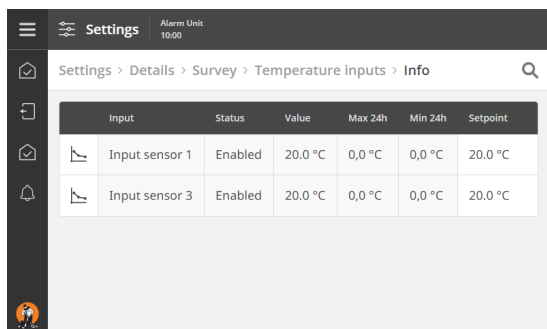 Settings
Alarm Unit
10:00
Settings > Details > Survey > Temperature inputs > Info
Input Status Value Max 24h Min 24h Setpoint
Input sensor 1 Enabled 20.0 °C 0,0 °C 0,0 °C 20.0 °C
Input sensor 3 Enabled 20.0 °C 0,0 °C 0,0 °C 20.0 °C